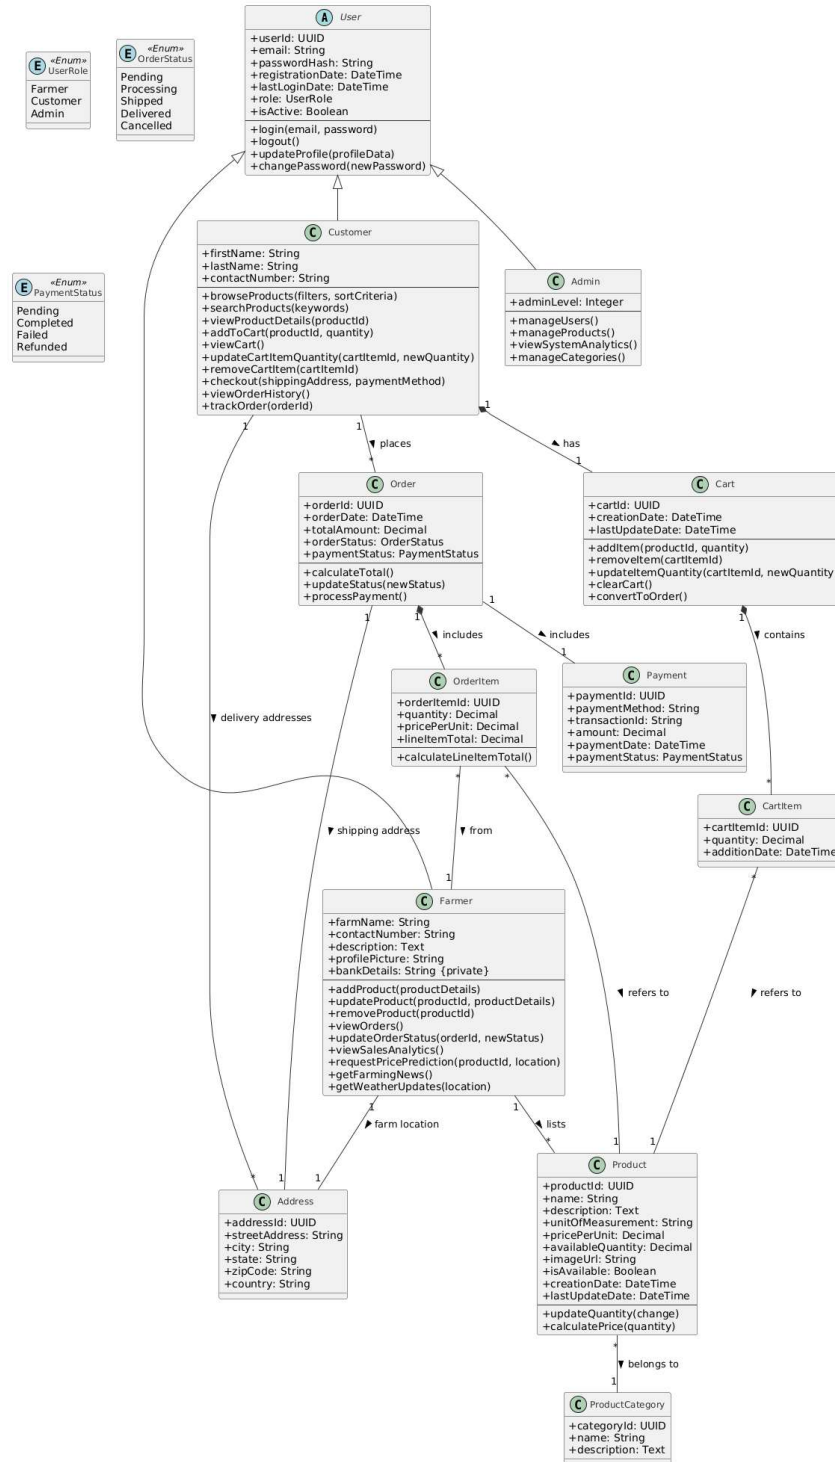 A User
+userId: UUID
+email: String
+passwordHash: String
+registrationDate: DateTime
+lastLoginDate: DateTime
+role: UserRole
+isActive: Boolean
+login(email, password)
+logout()
+updateProfile(profileData)
+changePassword(newPassword)
E «Enum»
UserRole
Farmer
Customer
Admin
E «Enum»
OrderStatus
Pending
Processing
Shipped
Delivered
Cancelled
C Customer
+firstName: String
+lastName: String
+contactNumber: String
+browseProducts(filters, sortCriteria)
+searchProducts(keywords)
+viewProductDetails(productId)
+addToCart(productId, quantity)
+viewCart()
+updateCartItemQuantity(cartItemId, newQuantity)
+removeCartItem(cartItemId)
+checkout(shippingAddress, paymentMethod)
+viewOrderHistory()
+trackOrder(orderId)
E «Enum»
PaymentStatus
Pending
Completed
Failed
Refunded
C Admin
+adminLevel: Integer
+manageUsers()
+manageProducts()
+viewSystemAnalytics()
+manageCategories()
1
1
1
places
has
*
1
C Order
+orderId: UUID
+orderDate: DateTime
+totalAmount: Decimal
+orderStatus: OrderStatus
+paymentStatus: PaymentStatus
+calculateTotal()
+updateStatus(newStatus)
+processPayment()
C Cart
+cartId: UUID
+creationDate: DateTime
+lastUpdateDate: DateTime
+addItem(productId, quantity)
+removeItem(cartItemId)
+updateItemQuantity(cartItemId, newQuantity
+clearCart()
+convertToOrder()
1
1
1
1
includes
includes
contains
*
1
C OrderItem
+orderItemId: UUID
+quantity: Decimal
+pricePerUnit: Decimal
+lineItemTotal: Decimal
+calculateLineItemTotal()
C Payment
+paymentId: UUID
+paymentMethod: String
+transactionId: String
+amount: Decimal
+paymentDate: DateTime
+paymentStatus: PaymentStatus
delivery addresses
*
*
*
C CartItem
+cartItemId: UUID
+quantity: Decimal
+additionDate: DateTime
shipping address
from
1
*
C Farmer
+farmName: String
+contactNumber: String
+description: Text
+profilePicture: String
+bankDetails: String {private}
+addProduct(productDetails)
+updateProduct(productId, productDetails)
+removeProduct(productId)
+viewOrders()
+updateOrderStatus(orderId, newStatus)
+viewSalesAnalytics()
+requestPricePrediction(productId, location)
+getFarmingNews()
+getWeatherUpdates(location)
refers to
refers to
1
1
farm location
lists
*
1
1
*
1
1
C Address
+addressId: UUID
+streetAddress: String
+city: String
+state: String
+zipCode: String
+country: String
C Product
+productId: UUID
+name: String
+description: Text
+unitOfMeasurement: String
+pricePerUnit: Decimal
+availableQuantity: Decimal
+imageUrl: String
+isAvailable: Boolean
+creationDate: DateTime
+lastUpdateDate: DateTime
+updateQuantity(change)
+calculatePrice(quantity)
*
belongs to
1
C ProductCategory
+categoryId: UUID
+name: String
+description: Text